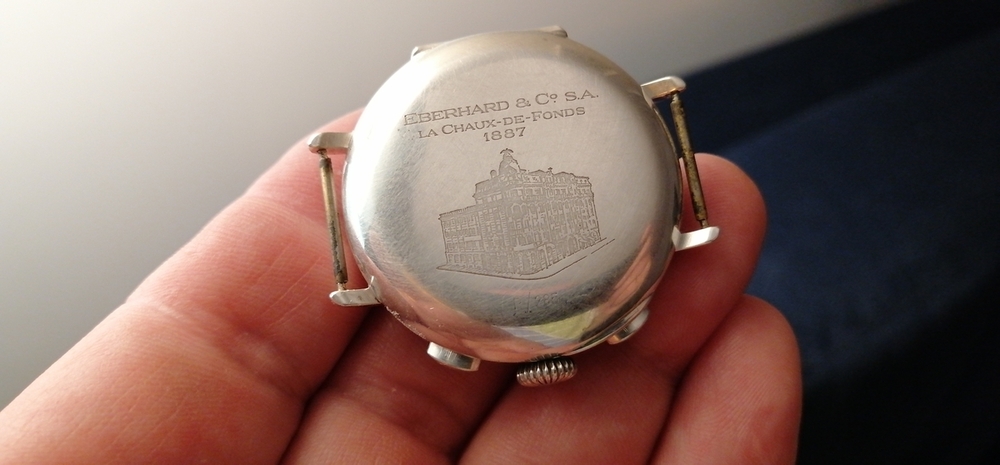 EBERHARD & Cº S.A.
LA CHAUX-DE-FONDS
1887